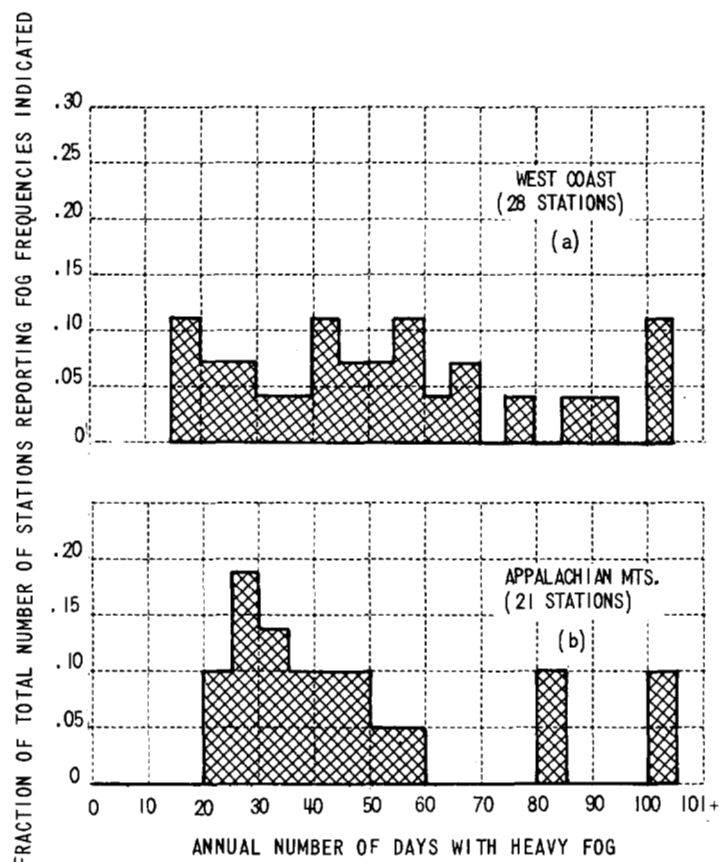 FRACTION OF TOTAL NUMBER OF STATIONS REPORTING FOG FREQUENCIES INDICATED
.30
.25
.20
.15
.10
.05
0
WEST COAST
(28 STATIONS)
(a)
.20
.15
.10
.05
0
APPALACHIAN MTS.
(21 STATIONS)
(b)
0 10 20 30 40 50 60 70 80 90 100 101+
ANNUAL NUMBER OF DAYS WITH HEAVY FOG